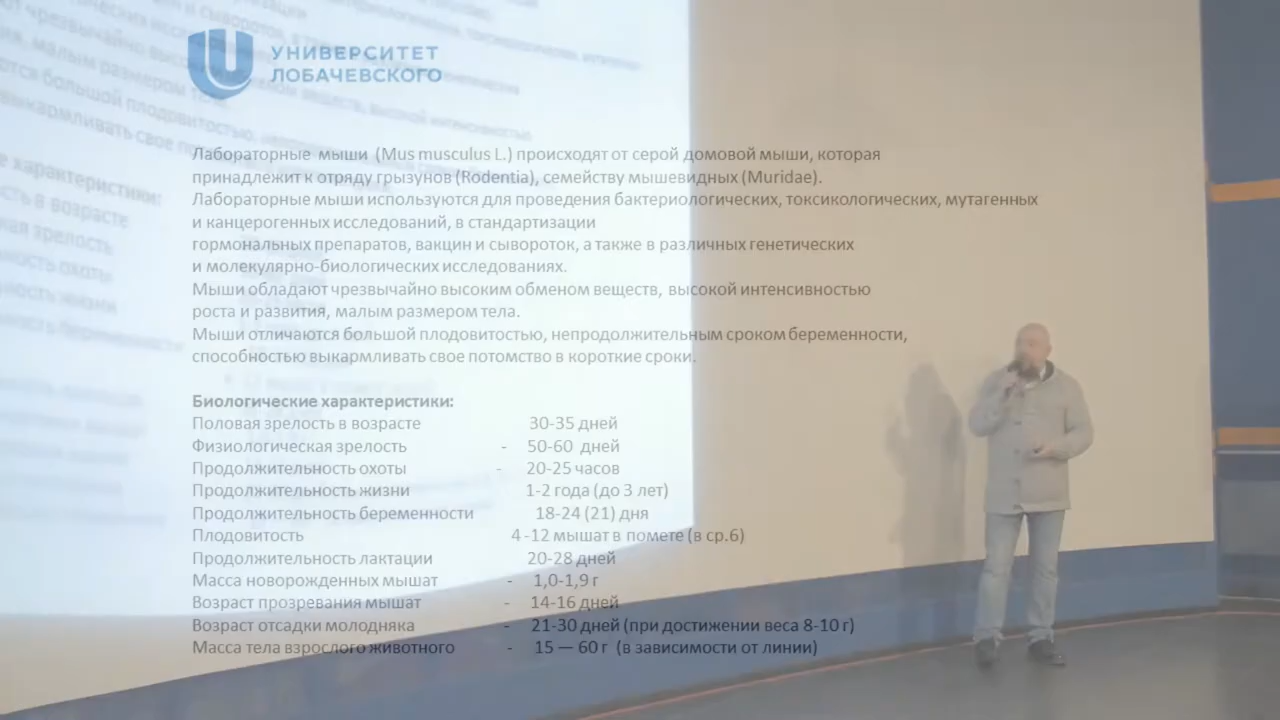 УНИВЕРСИТЕТ
ЛОБАЧЕВСКОГО
Лабораторные мыши (Mus musculus L.) происходят от серой домовой мыши, которая
принадлежит к отряду грызунов (Rodentia), семейству мышевидных (Muridae).
Лабораторные мыши используются для проведения бактериологических, токсикологических, мутагенных
и канцерогенных исследований, в стандартизации
гормональных препаратов, вакцин и сывороток, а также в различных генетических
и молекулярно-биологических исследованиях.
Мыши обладают чрезвычайно высоким обменом веществ, высокой интенсивностью
роста и развития, малым размером тела.
Мыши отличаются большой плодовитостью, непродолжительным сроком беременности,
способностью выкармливать свое потомство в короткие сроки.
Биологические характеристики:
Половая зрелость в возрасте 30-35 дней
Физиологическая зрелость - 50-60 дней
Продолжительность охоты - 20-25 часов
Продолжительность жизни 1-2 года (до 3 лет)
Продолжительность беременности 18-24 (21) дня
Плодовитость 4 -12 мышат в помете (в ср.6)
Продолжительность лактации 20-28 дней
Масса новорожденных мышат - 1,0-1,9 г
Возраст прозревания мышат - 14-16 дней
Возраст отсадки молодняка - 21-30 дней (при достижении веса 8-10 г)
Масса тела взрослого животного - 15 — 60 г (в зависимости от линии)